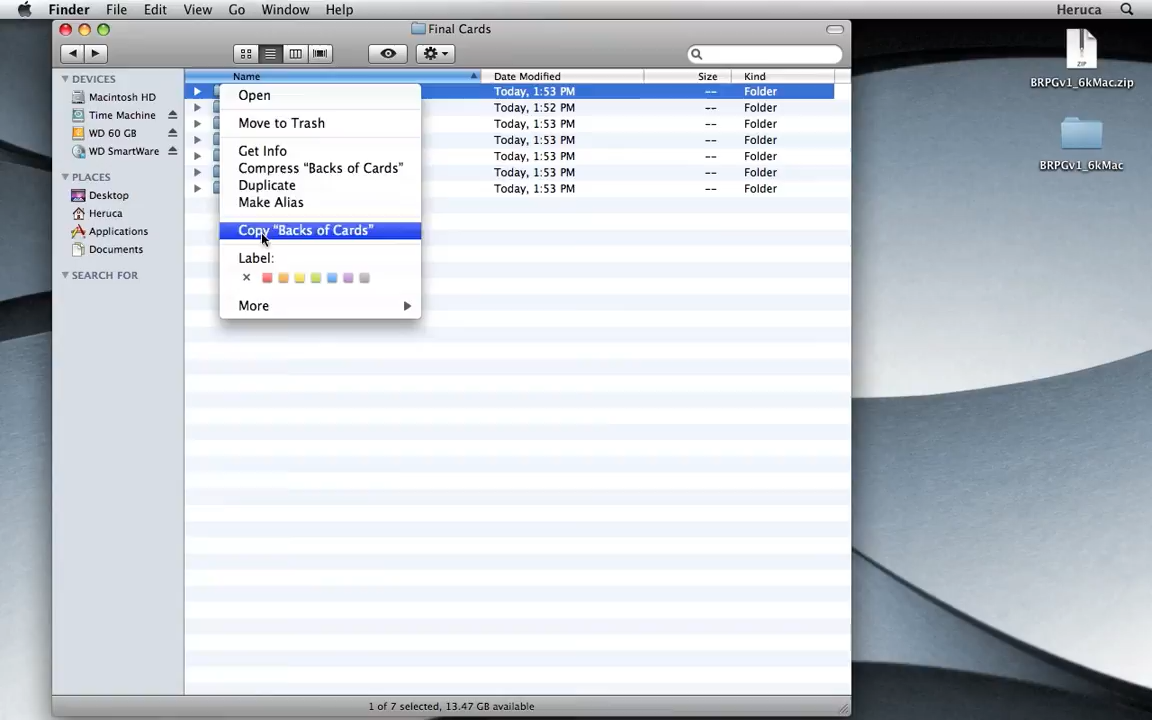 Finder File Edit View Go Window Help Heruca
Final Cards
Name Date Modified Size Kind
DEVICES
Macintosh HD
Time Machine
WD 60 GB
WD SmartWare
PLACES
Desktop
Heruca
Applications
Documents
SEARCH FOR
Today, 1:53 PM -- Folder
Today, 1:52 PM -- Folder
Today, 1:53 PM -- Folder
Today, 1:53 PM -- Folder
Today, 1:53 PM -- Folder
Today, 1:53 PM -- Folder
Today, 1:53 PM -- Folder
Open
Move to Trash
Get Info
Compress “Backs of Cards”
Duplicate
Make Alias
Copy “Backs of Cards”
Label:
More
1 of 7 selected, 13.47 GB available
ZIP
BRPGv1_6kMac.zip
BRPGv1_6kMac